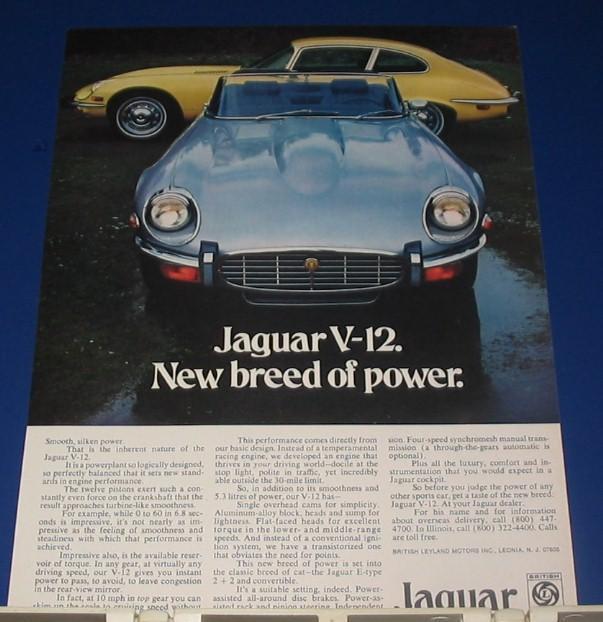 Jaguar V-12.
New breed of power.
Smooth, silken power.
That is the inherent nature of the
Jaguar V-12.
It is a powerplant so logically designed,
so perfectly balanced that it sets new stand-
ards in engine performance.
The twelve pistons exert such a con-
stantly even force on the crankshaft that the
result approaches turbine-like smoothness.
For example, while 0 to 60 in 6.8 sec-
onds is impressive, it's not nearly as im-
pressive as the feeling of smoothness and
steadiness with which that performance is
achieved.
Impressive also, is the available reser-
voir of torque. In any gear, at virtually any
driving speed, our V-12 gives you instant
power to pass, to avoid, to leave congestion
in the rear-view mirror.
In fact, at 10 mph in top gear you can
skim up the scale to cruising speed without
This performance comes directly from
our basic design. Instead of a temperamental
racing engine, we developed an engine that
thrives in your driving world—docile at the
stop light, polite in traffic, yet incredibly
able outside the 30-mile limit.
So, in addition to its smoothness and
5.3 litres of power, our V-12 has—
Single overhead cams for simplicity.
Aluminum-alloy block, heads and sump for
lightness. Flat-faced heads for excellent
torque in the lower and middle-range
speeds. And instead of a conventional igni-
tion system, we have a transistorized one
that obviates the need for points.
This new breed of power is set into
the classic breed of cat—the Jaguar E-type
2 + 2 and convertible.
It's a suitable setting, indeed. Power-
assisted all-around disc brakes. Power-as-
sisted rack and pinion steering. Independent
sion. Four-speed synchromesh manual trans-
mission (a through-the-gears automatic is
optional).
Plus all the luxury, comfort and in-
strumentation that you would expect in a
Jaguar cockpit.
So before you judge the power of any
other sports car, get a taste of the new breed.
Jaguar V-12. At your Jaguar dealer.
For his name and for information
about overseas delivery, call (800) 447-
4700. In Illinois, call (800) 322-4400. Calls
are toll free.
BRITISH LEYLAND MOTORS INC., LEONIA, N. J. 07605
BRITISH
Jaguar